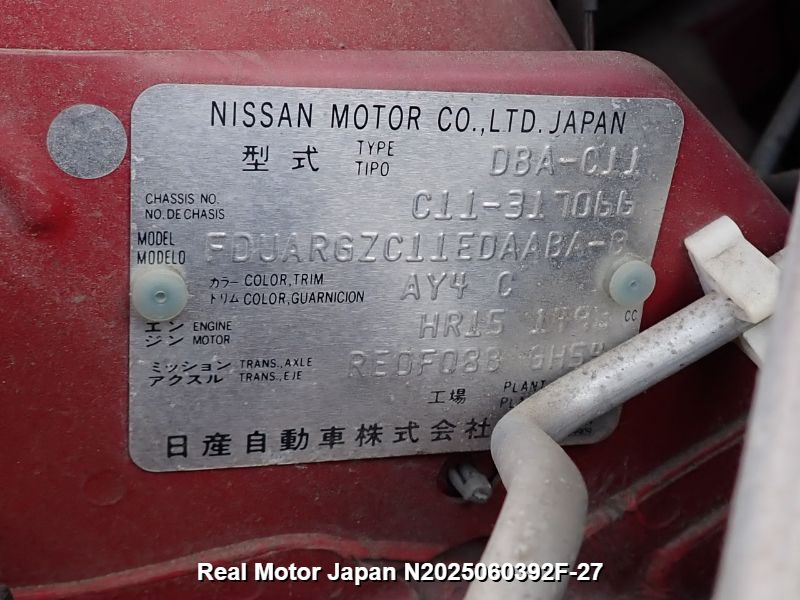 NISSAN MOTOR CO.,LTD. JAPAN
型式 TYPE TIPO DBA-C11
CHASSIS NO. NO. DE CHASIS C11-317066
MODEL MODELO FDUARGZC11EDAABA-
カラー COLOR,TRIM トリム COLOR,GUARNICION AY4 C
エンジン ENGINE MOTOR HR15 1498 CC
ミッション TRANS.,AXLE アクスル TRANS.,EJE RE0F08B GH54
工場 PLANT
日産自動車株式会社
Real Motor Japan N2025060392F-27